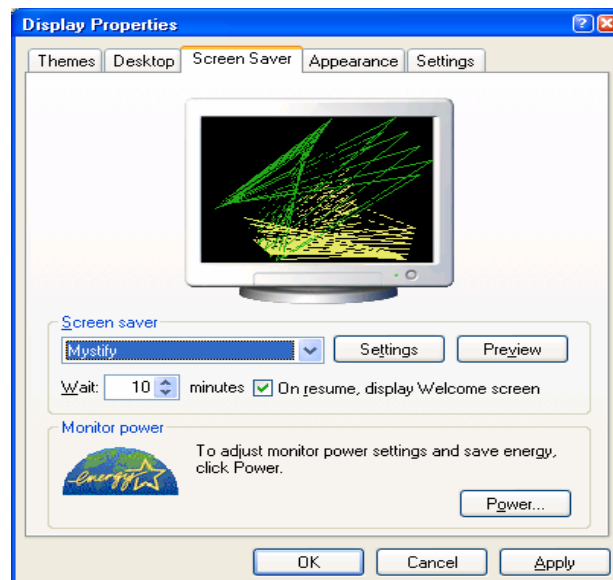 Display Properties
Themes Desktop Screen Saver Appearance Settings
Screen saver
Mystify Settings Preview
Wait: 10 minutes On resume, display Welcome screen
Monitor power
energy
To adjust monitor power settings and save energy,
click Power.
Power...
OK Cancel Apply